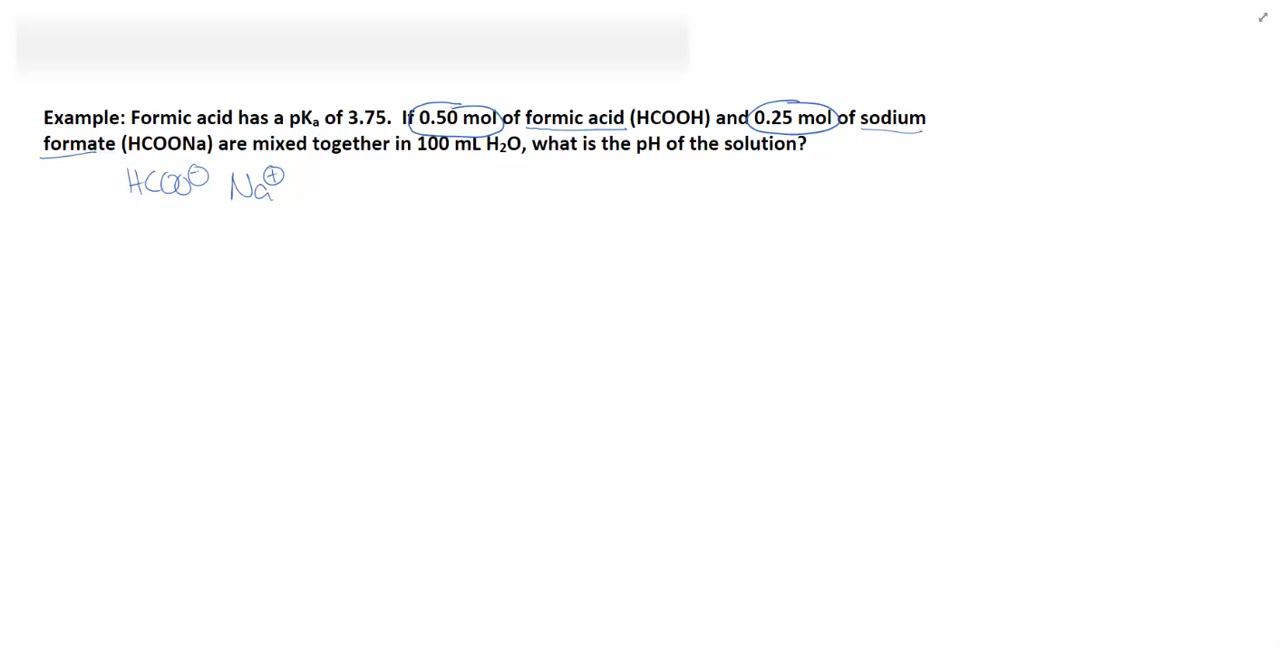 Example: Formic acid has a pKₐ of 3.75. If 0.50 mol of formic acid (HCOOH) and 0.25 mol of sodium
formate (HCOONa) are mixed together in 100 mL H₂O, what is the pH of the solution?
HCOO⊖ Na⊕